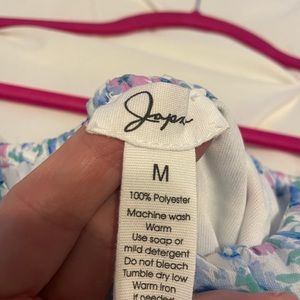 Japna
M
100% Polyester
Machine wash
Warm
Use soap or
mild detergent
Do not bleach
Tumble dry low
Warm Iron
if needed